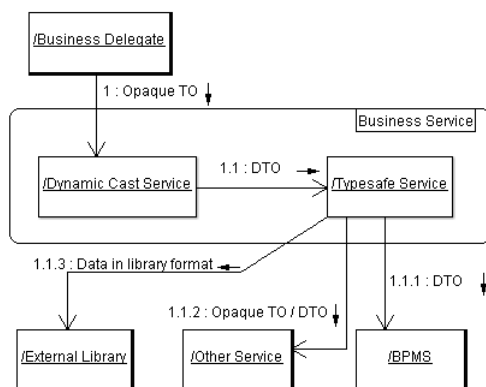 /Business Delegate
1 : Opaque TO
Business Service
/Dynamic Cast Service
1.1 : DTO
/Typesafe Service
1.1.3 : Data in library format
1.1.1 : DTO
1.1.2 : Opaque TO / DTO
/External Library
/Other Service
/BPMS